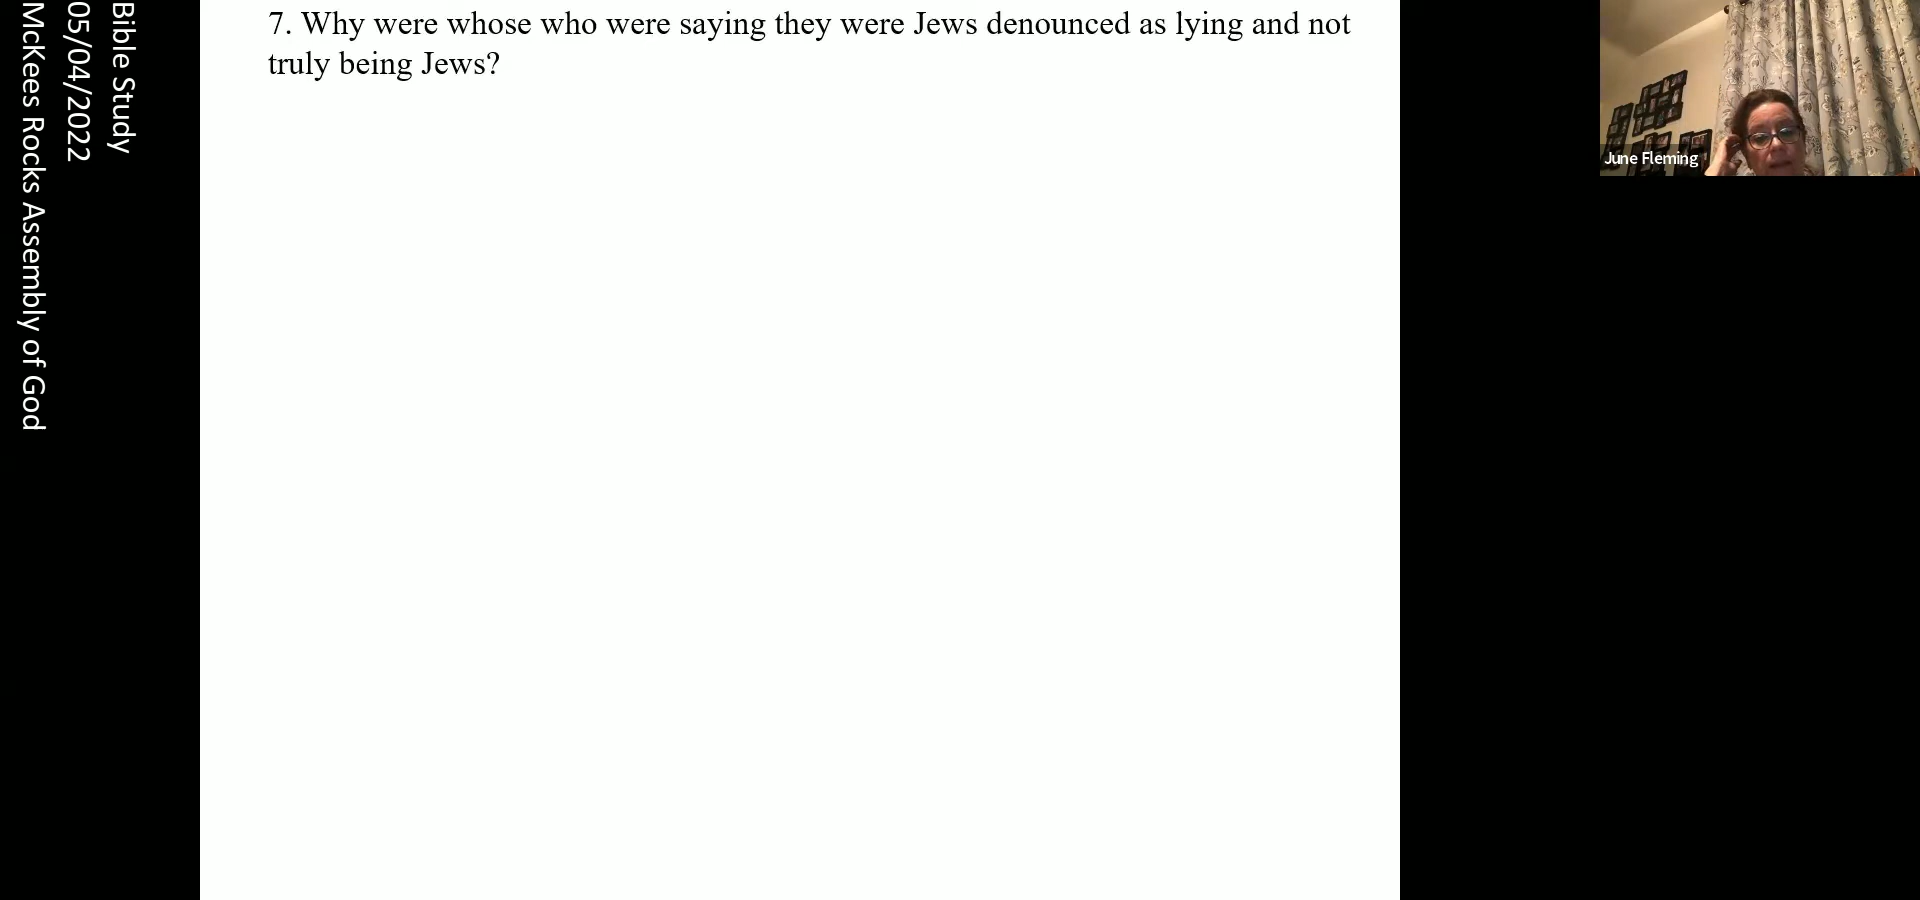 Bible Study
05/04/2022
McKees Rocks Assembly of God
7. Why were whose who were saying they were Jews denounced as lying and not
truly being Jews?
June Fleming